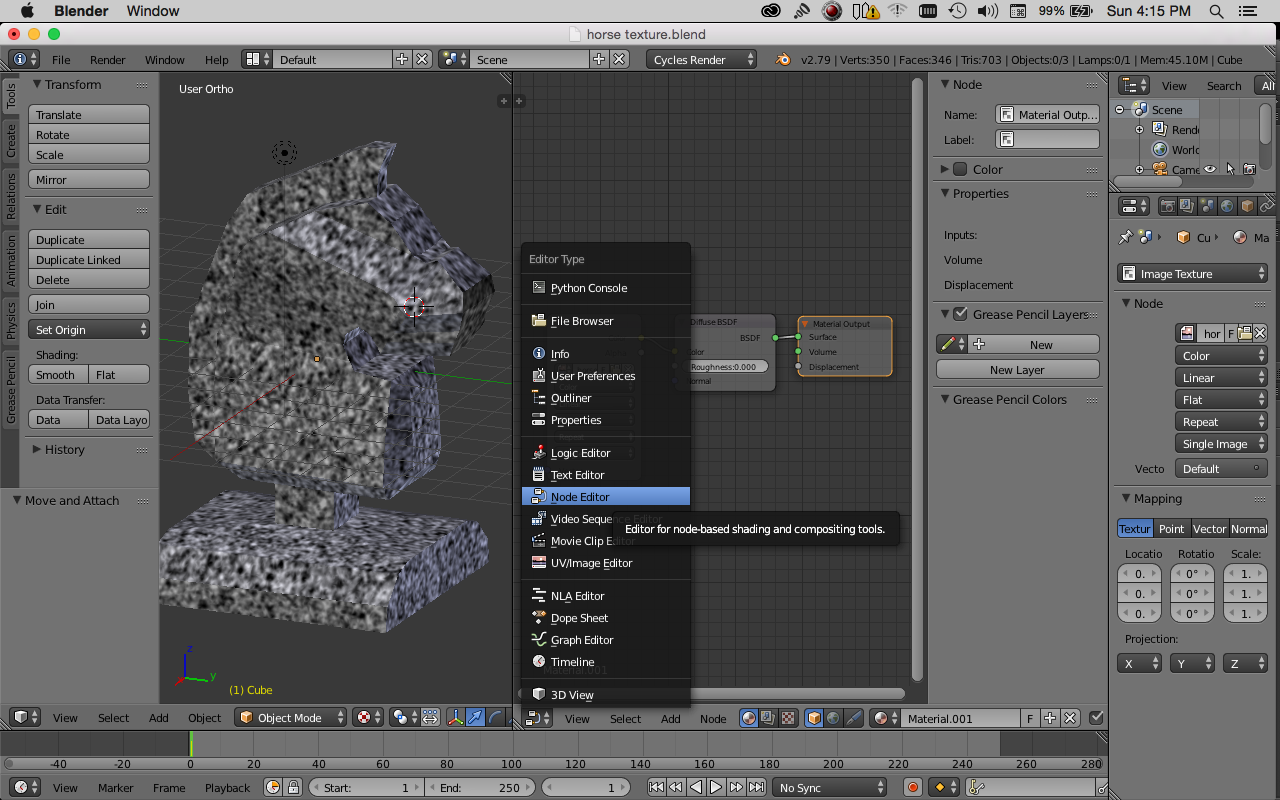 Blender Window 99% Sun 4:15 PM
horse texture.blend
File Render Window Help Default Scene Cycles Render v2.79 | Verts:350 | Faces:346 | Tris:703 | Objects:0/3 | Lamps:0/1 | Mem:45.10M | Cube
Tools
Create
Relations
Animation
Physics
Grease Pencil
Transform
Translate
Rotate
Scale
Mirror
Edit
Duplicate
Duplicate Linked
Delete
Join
Set Origin
Shading:
Smooth Flat
Data Transfer:
Data Data Layo
History
Move and Attach
User Ortho
z
y
(1) Cube
Editor Type
Python Console
File Browser
Info
User Preferences
Outliner
Properties
Logic Editor
Text Editor
Node Editor
Video Sequence Editor
Movie Clip Editor
UV/Image Editor
NLA Editor
Dope Sheet
Graph Editor
Timeline
3D View
Editor for node-based shading and compositing tools.
Material.001
Diffuse BSDF
BSDF
Color
Roughness:0.000
Normal
Material Output
Surface
Volume
Displacement
Node
Name: Material Outp...
Label:
Color
Properties
Inputs:
Volume
Displacement
Grease Pencil Layers
New
New Layer
Grease Pencil Colors
View Search All
Scene
Rende
World
Came
Cu Ma
Image Texture
Node
hor F
Color
Linear
Flat
Repeat
Single Image
Vecto Default
Mapping
Textur Point Vector Normal
Locatio Rotatio Scale:
0. 0° 1.
0. 0° 1.
0. 0° 1.
Projection:
X Y Z
View Select Add Object Object Mode
View Select Add Node Material.001 F
-40 -20 0 20 40 60 80 100 120 140 160 180 200 220 240 260 280
View Marker Frame Playback Start: 1 End: 250 1 No Sync